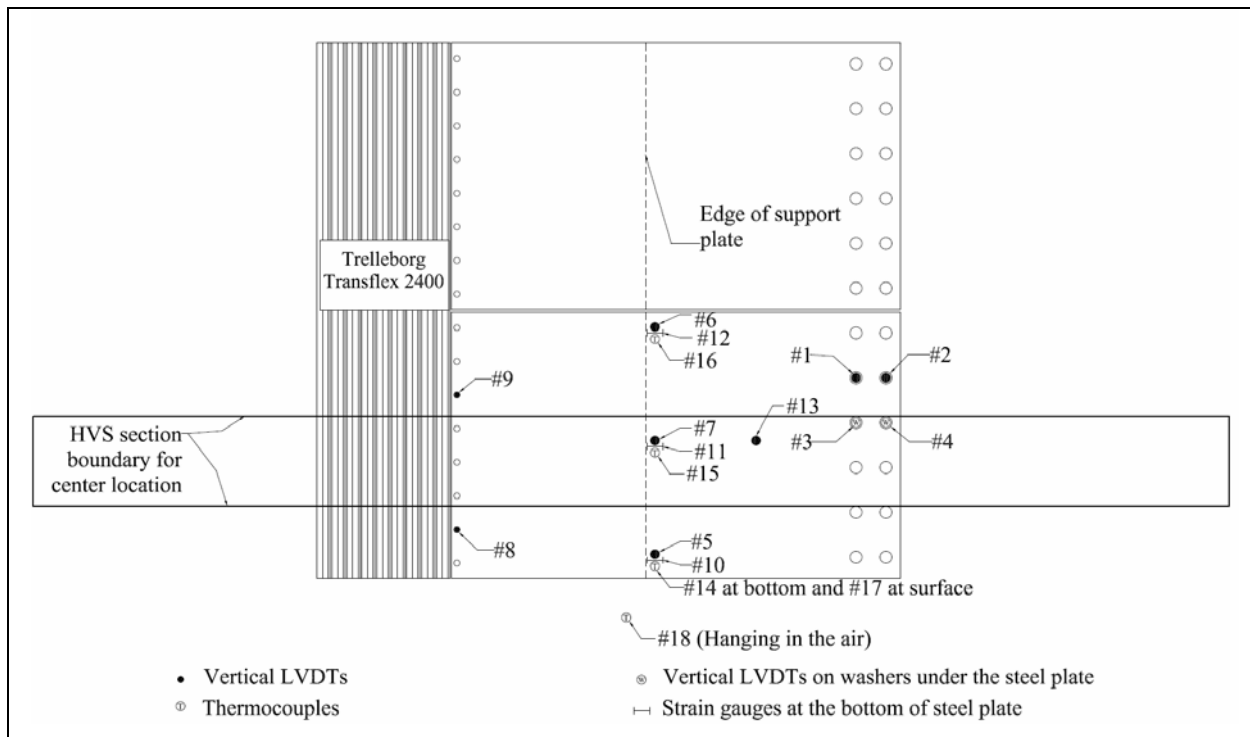 Trelleborg
Transflex 2400
Edge of support
plate
#6
#12
#16
#1
#2
#9
#13
HVS section
boundary for
center location
#7
#11
#15
#3
#4
#8
#5
#10
#14 at bottom and #17 at surface
#18 (Hanging in the air)
Vertical LVDTs
Vertical LVDTs on washers under the steel plate
Thermocouples
Strain gauges at the bottom of steel plate